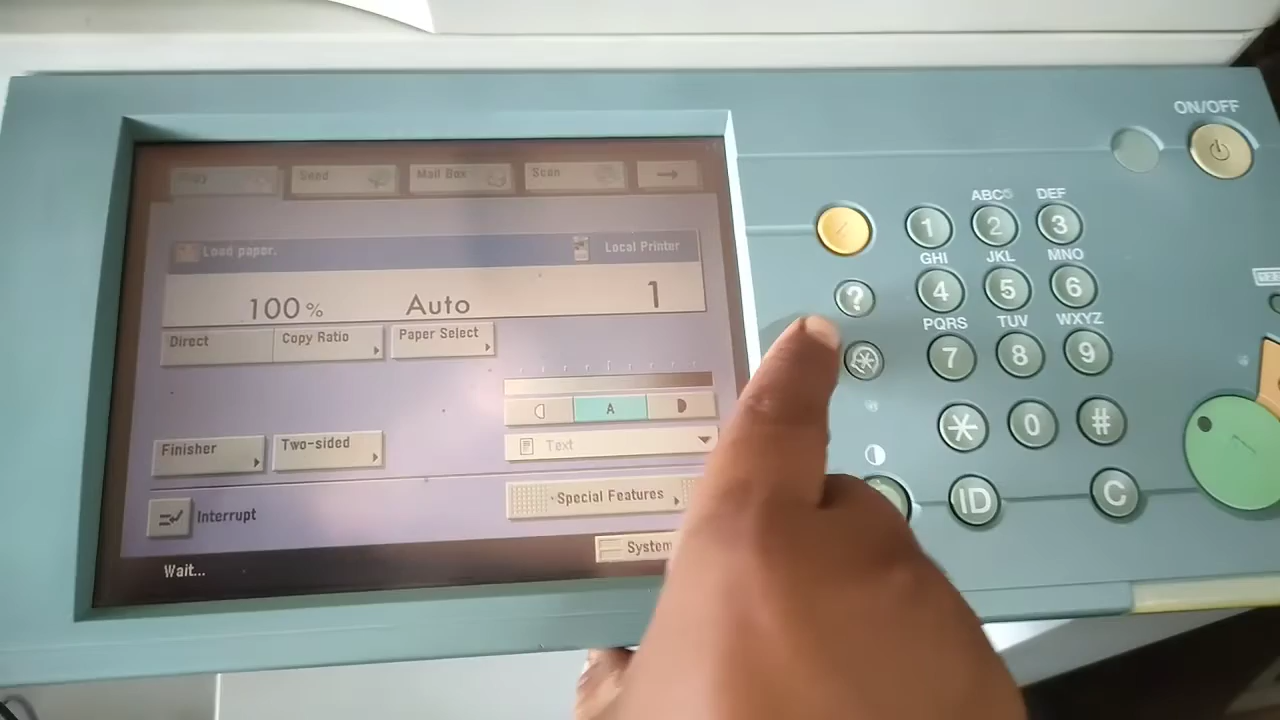 ON/OFF
Copy
Send
Mail Box
Scan
Load paper.
Local Printer
100 %
Auto
1
Direct
Copy Ratio
Paper Select
A
Text
Finisher
Two-sided
Special Features
Interrupt
System
Wait...
ABC
DEF
1
2
3
GHI
JKL
MNO
?
4
5
6
PQRS
TUV
WXYZ
7
8
9
*
0
#
ID
C